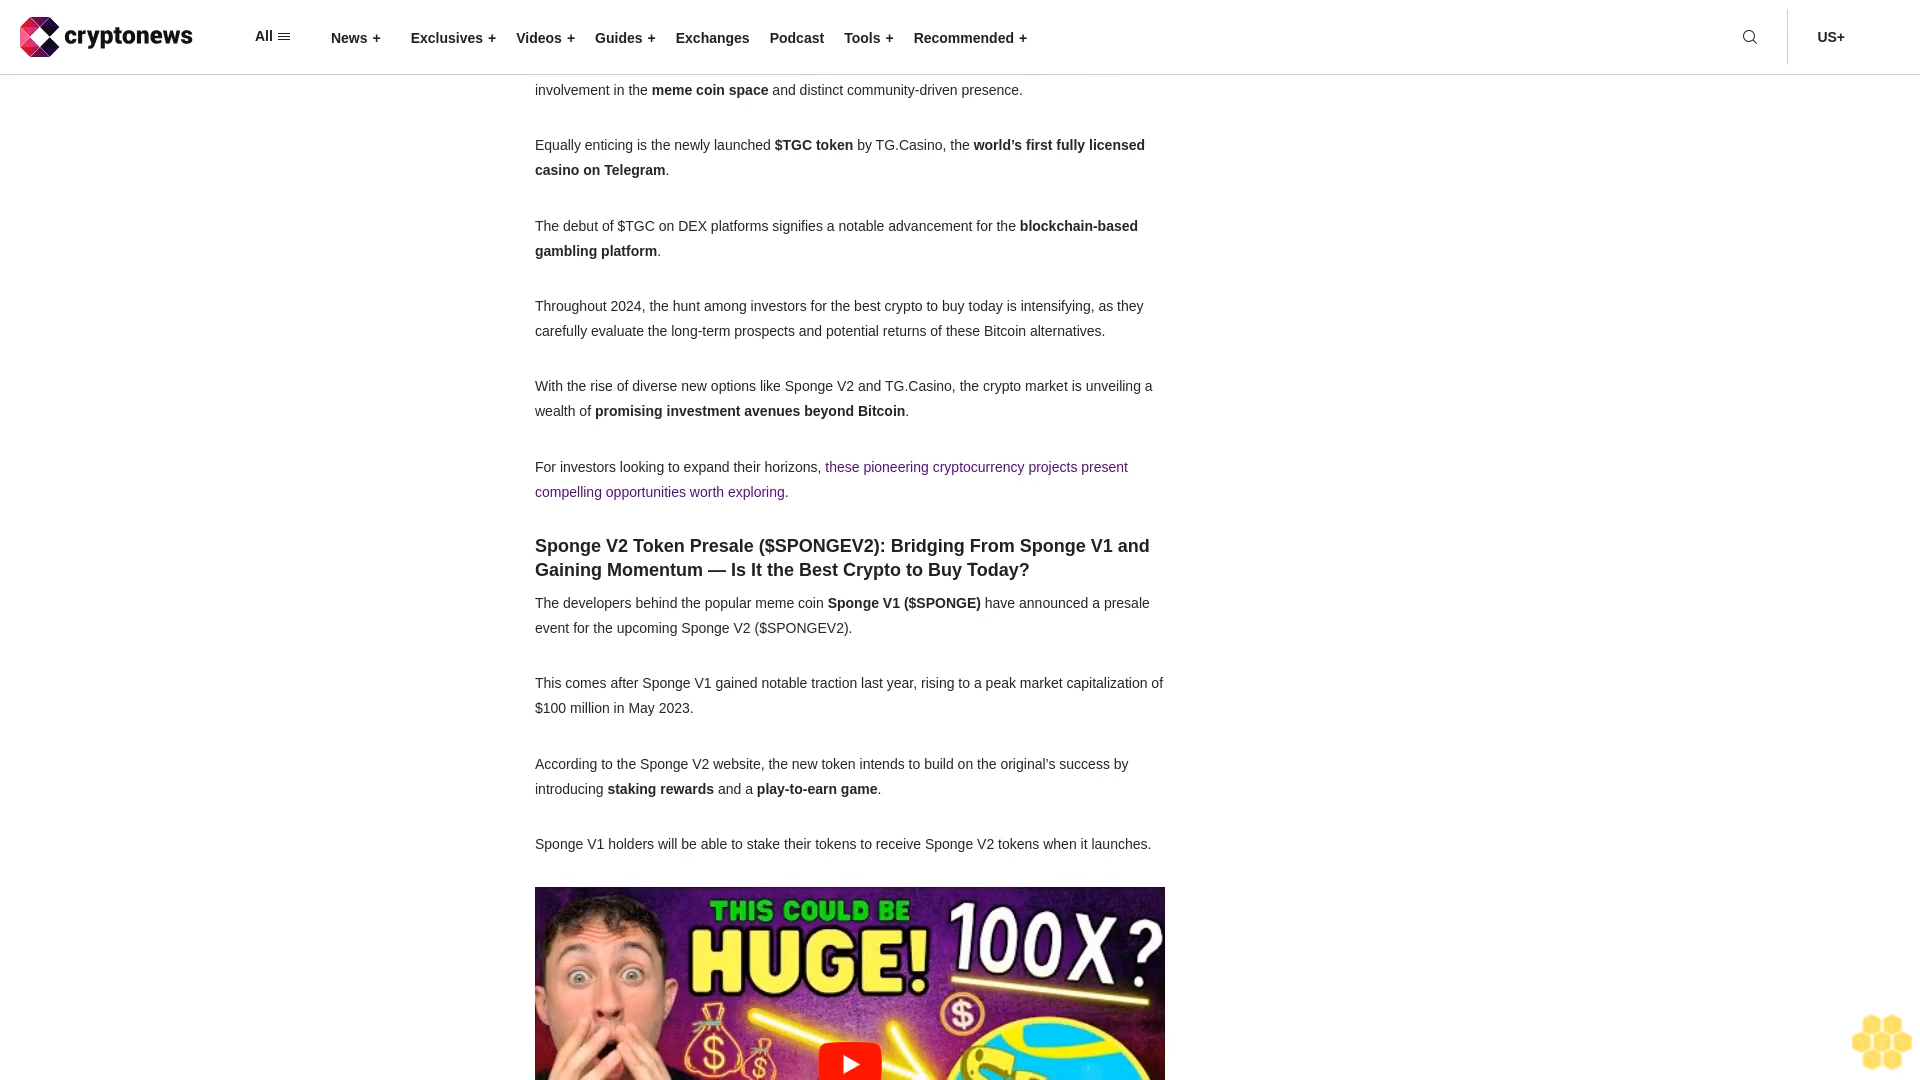 cryptonews
All
News +
Exclusives +
Videos +
Guides +
Exchanges
Podcast
Tools +
Recommended +
US+
involvement in the meme coin space and distinct community-driven presence.
Equally enticing is the newly launched $TGC token by TG.Casino, the world’s first fully licensed
casino on Telegram.
The debut of $TGC on DEX platforms signifies a notable advancement for the blockchain-based
gambling platform.
Throughout 2024, the hunt among investors for the best crypto to buy today is intensifying, as they
carefully evaluate the long-term prospects and potential returns of these Bitcoin alternatives.
With the rise of diverse new options like Sponge V2 and TG.Casino, the crypto market is unveiling a
wealth of promising investment avenues beyond Bitcoin.
For investors looking to expand their horizons, these pioneering cryptocurrency projects present
compelling opportunities worth exploring.
Sponge V2 Token Presale ($SPONGEV2): Bridging From Sponge V1 and
Gaining Momentum — Is It the Best Crypto to Buy Today?
The developers behind the popular meme coin Sponge V1 ($SPONGE) have announced a presale
event for the upcoming Sponge V2 ($SPONGEV2).
This comes after Sponge V1 gained notable traction last year, rising to a peak market capitalization of
$100 million in May 2023.
According to the Sponge V2 website, the new token intends to build on the original’s success by
introducing staking rewards and a play-to-earn game.
Sponge V1 holders will be able to stake their tokens to receive Sponge V2 tokens when it launches.
THIS COULD BE
HUGE!
100X?
$
$
$